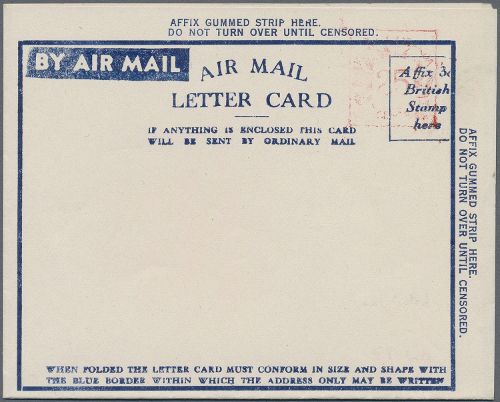 AFFIX GUMMED STRIP HERE.
DO NOT TURN OVER UNTIL CENSORED.
BY AIR MAIL
AIR MAIL
LETTER CARD
Affix 3d
British
Stamp
here
IF ANYTHING IS ENCLOSED THIS CARD
WILL BE SENT BY ORDINARY MAIL
AFFIX GUMMED STRIP HERE.
DO NOT TURN OVER UNTIL CENSORED.
WHEN FOLDED THE LETTER CARD MUST CONFORM IN SIZE AND SHAPE WITH
THE BLUE BORDER WITHIN WHICH THE ADDRESS ONLY MAY BE WRITTEN